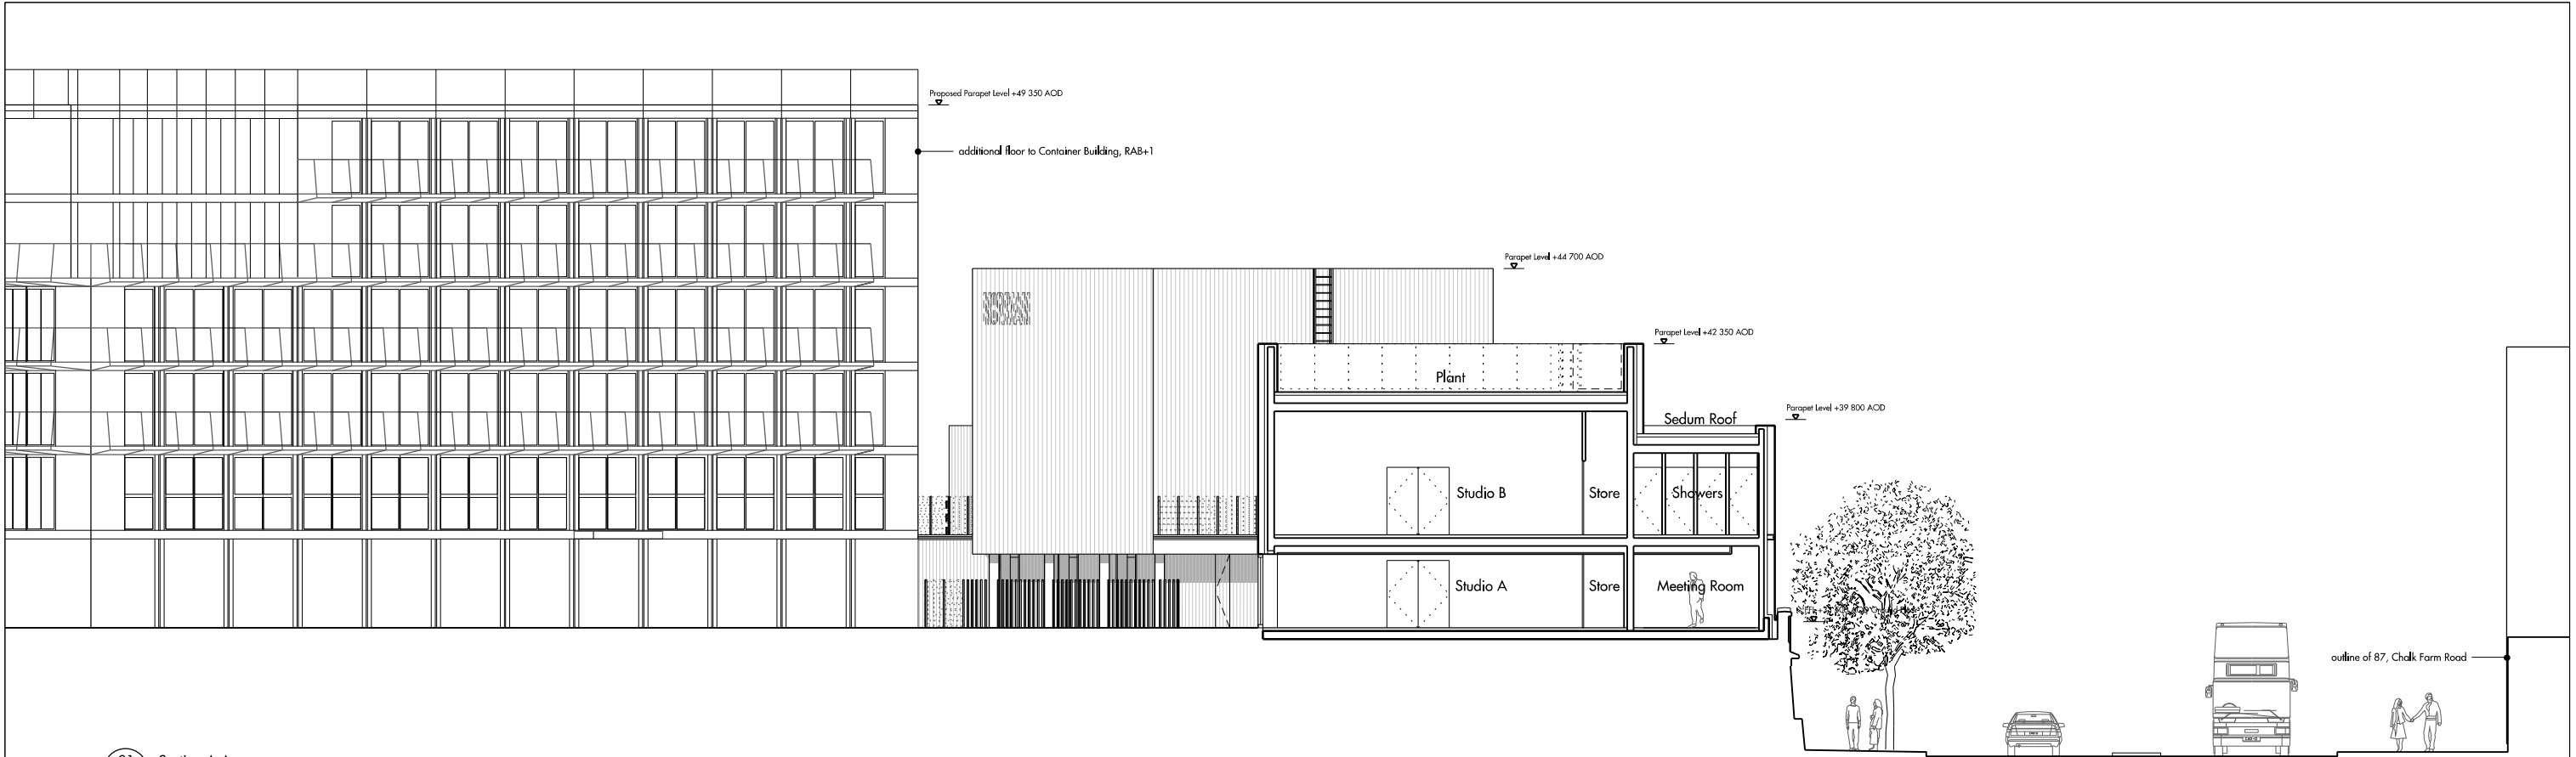 Proposed Parapet Level +49 350 AOD
additional floor to Container Building, RAB+1
Parapet Level +44 700 AOD
Parapet Level +42 350 AOD
Plant
Parapet Level +39 800 AOD
Sedum Roof
Studio B
Store
Showers
Studio A
Store
Meeting Room
outline of 87, Chalk Farm Road